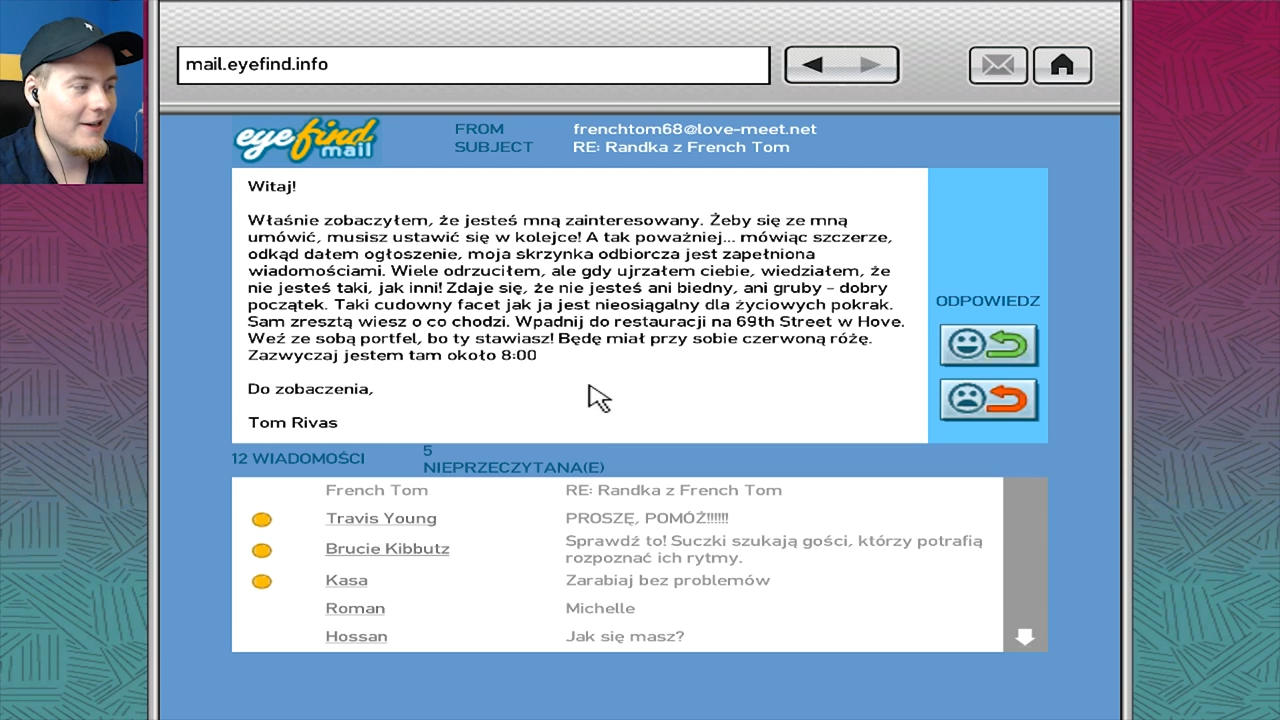 mail.eyefind.info
eyefind
mail
FROM
frenchtom68@love-meet.net
SUBJECT
RE: Randka z French Tom
Witaj!
Właśnie zobaczyłem, że jesteś mną zainteresowany. Żeby się ze mną
umówić, musisz ustawić się w kolejce! A tak poważniej... mówiąc szczerze,
odkąd dałem ogłoszenie, moja skrzynka odbiorcza jest zapełniona
wiadomościami. Wiele odrzuciłem, ale gdy ujrzałem ciebie, wiedziałem, że
nie jesteś taki, jak inni! Zdaje się, że nie jesteś ani biedny, ani gruby - dobry
początek. Taki cudowny facet jak ja jest nieosiągalny dla życiowych pokrak.
Sam zresztą wiesz o co chodzi. Wpadnij do restauracji na 69th Street w Hove.
Weź ze sobą portfel, bo ty stawiasz! Będę miał przy sobie czerwoną różę.
Zazwyczaj jestem tam około 8:00
Do zobaczenia,
Tom Rivas
ODPOWIEDZ
12 WIADOMOŚCI
5
NIEPRZECZYTANA(E)
French Tom
RE: Randka z French Tom
Travis Young
PROSZĘ, POMÓŻ!!!!!!
Brucie Kibbutz
Sprawdź to! Suczki szukają gości, którzy potrafią
rozpoznać ich rytmy.
Kasa
Zarabiaj bez problemów
Roman
Michelle
Hossan
Jak się masz?